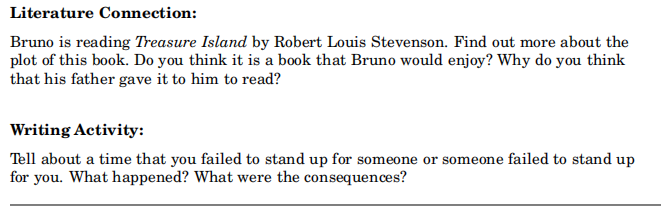 Literature Connection:
Bruno is reading Treasure Island by Robert Louis Stevenson. Find out more about the
plot of this book. Do you think it is a book that Bruno would enjoy? Why do you think
that his father gave it to him to read?
Writing Activity:
Tell about a time that you failed to stand up for someone or someone failed to stand up
for you. What happened? What were the consequences?